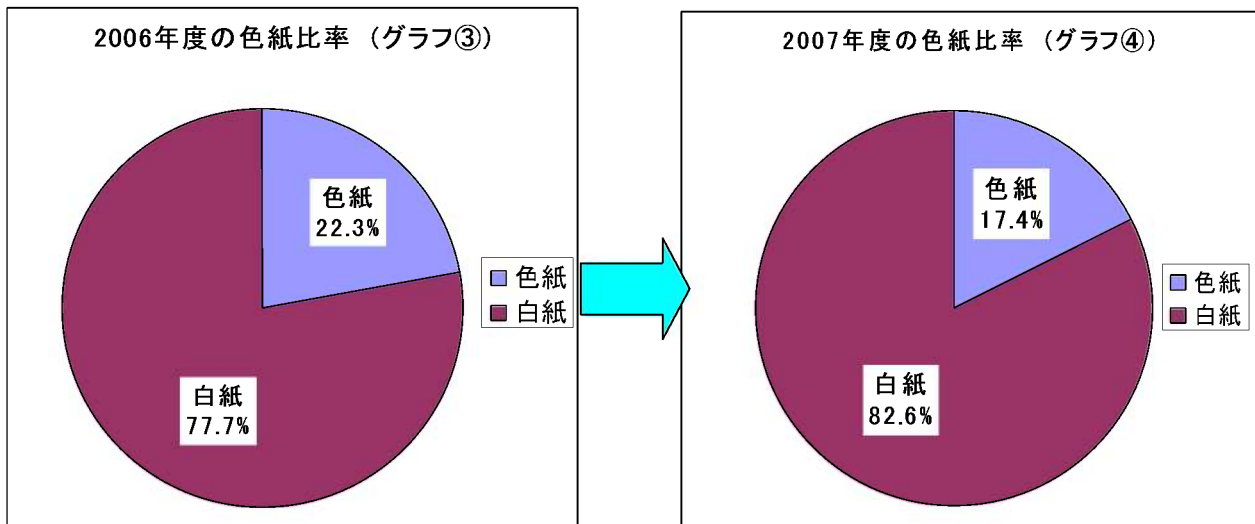 2006年度の色紙比率 (グラフ③)
色紙
22.3%
白紙
77.7%
色紙
白紙
2007年度の色紙比率 (グラフ④)
色紙
17.4%
白紙
82.6%
色紙
白紙